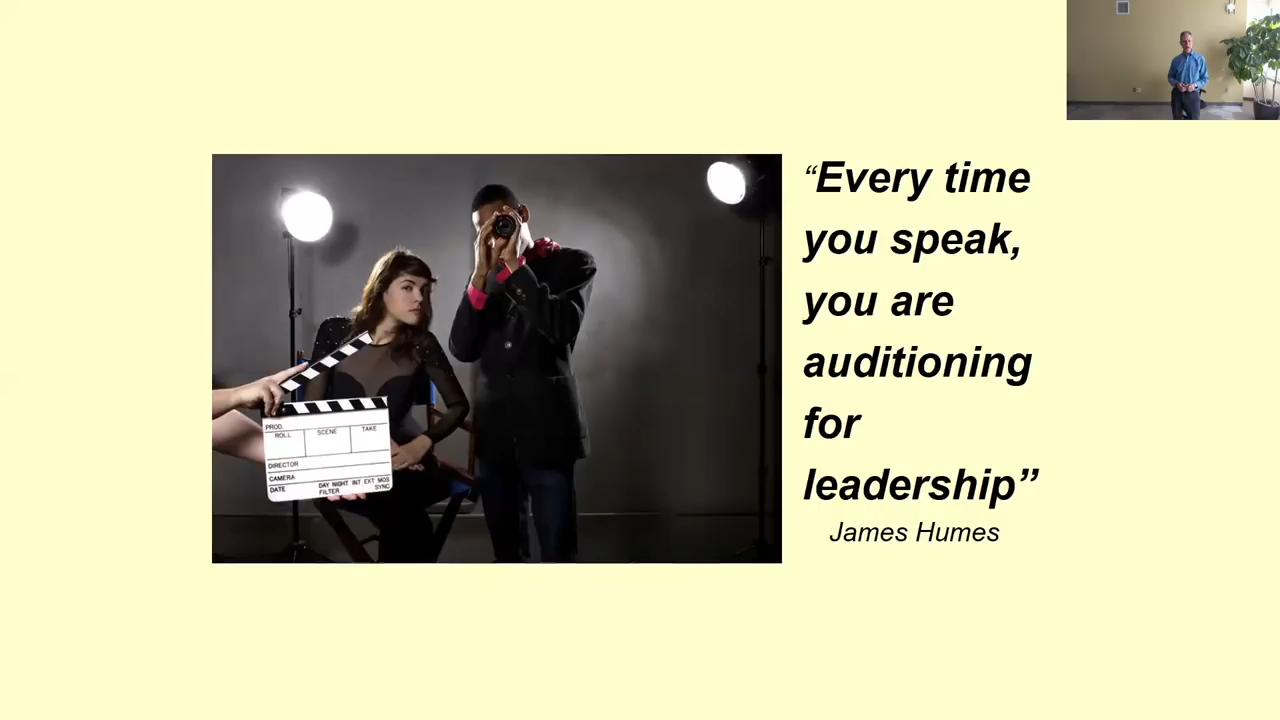 “Every time
you speak,
you are
auditioning
for
leadership”
James Humes
PROD.
ROLL
SCENE
TAKE
DIRECTOR
CAMERA
DATE
DAY NIGHT INT EXT MOS
FILTER
SYNC